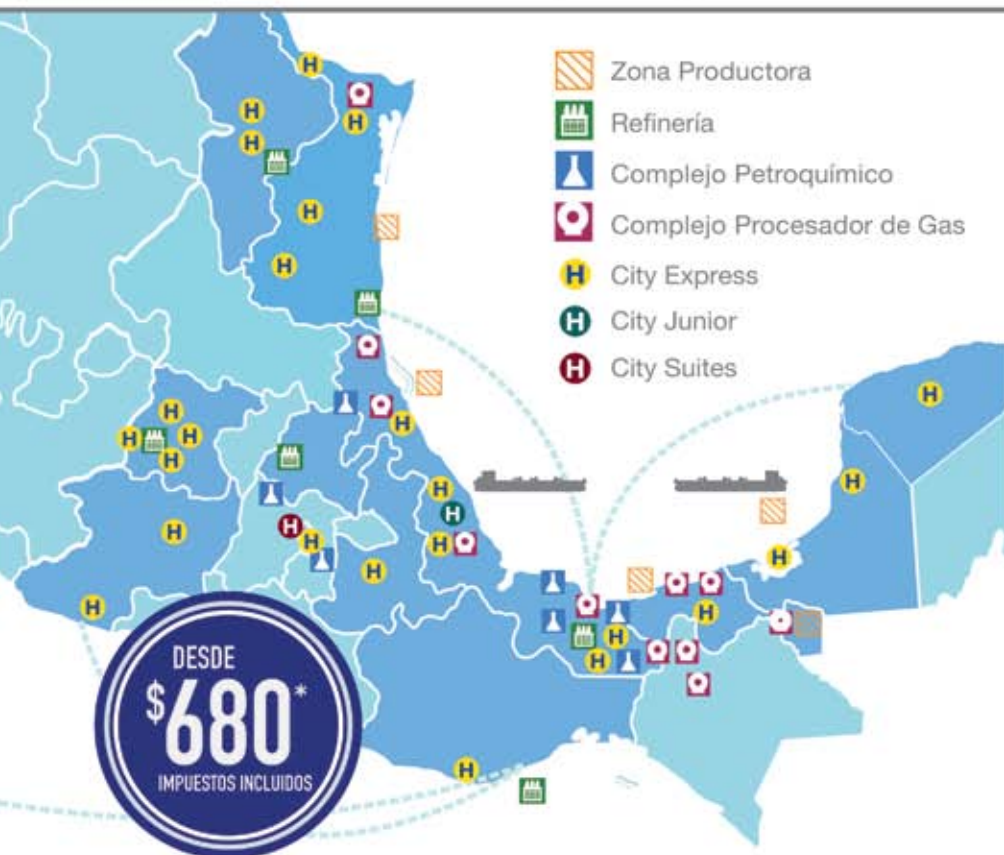 Zona Productora
Refinería
Complejo Petroquímico
Complejo Procesador de Gas
H City Express
H City Junior
H City Suites
DESDE
$680*
IMPUESTOS INCLUIDOS